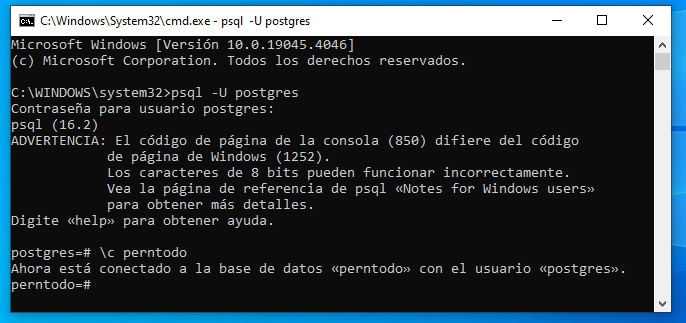 C:\Windows\System32\cmd.exe - psql -U postgres
Microsoft Windows [Versión 10.0.19045.4046]
(c) Microsoft Corporation. Todos los derechos reservados.
C:\WINDOWS\system32>psql -U postgres
Contraseña para usuario postgres:
psql (16.2)
ADVERTENCIA: El código de página de la consola (850) difiere del código
de página de Windows (1252).
Los caracteres de 8 bits pueden funcionar incorrectamente.
Vea la página de referencia de psql «Notes for Windows users»
para obtener más detalles.
Digite «help» para obtener ayuda.
postgres=# \c perntodo
Ahora está conectado a la base de datos «perntodo» con el usuario «postgres».
perntodo=#